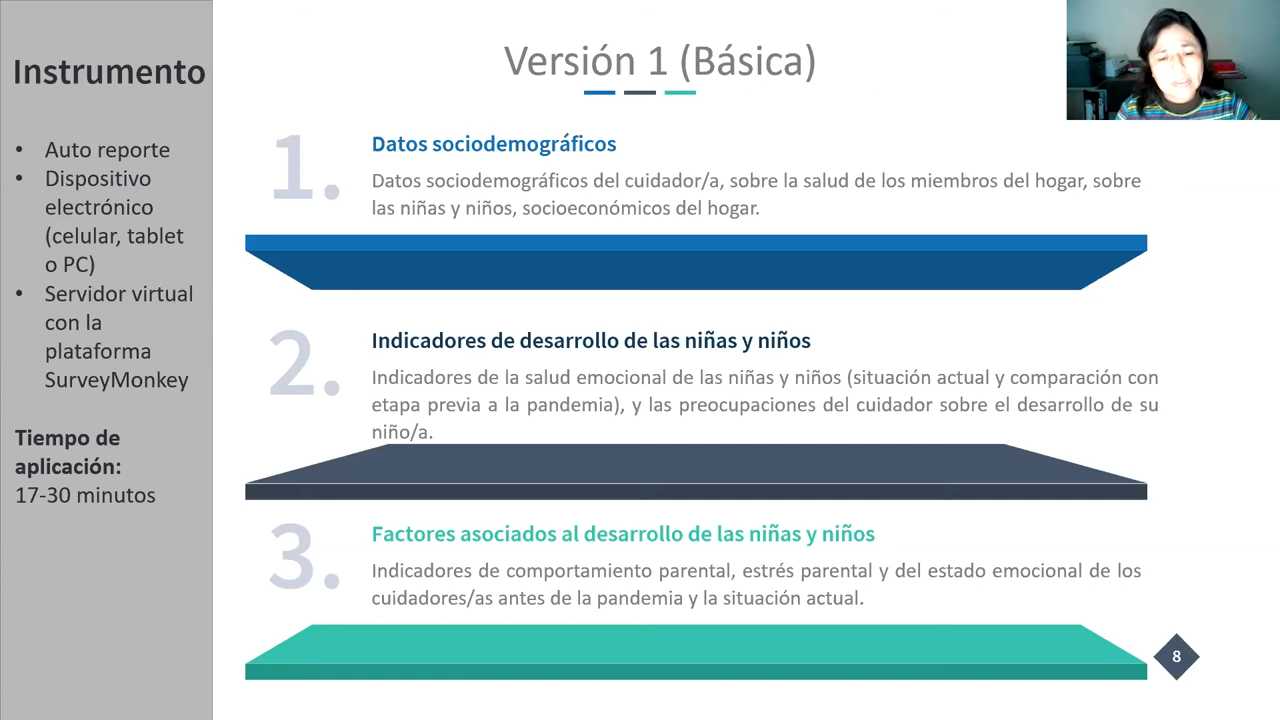 Instrumento
• Auto reporte
• Dispositivo
electrónico
(celular, tablet
o PC)
• Servidor virtual
con la
plataforma
SurveyMonkey
Tiempo de
aplicación:
17-30 minutos
Versión 1 (Básica)
1.
Datos sociodemográficos
Datos sociodemográficos del cuidador/a, sobre la salud de los miembros del hogar, sobre
las niñas y niños, socioeconómicos del hogar.
2.
Indicadores de desarrollo de las niñas y niños
Indicadores de la salud emocional de las niñas y niños (situación actual y comparación con
etapa previa a la pandemia), y las preocupaciones del cuidador sobre el desarrollo de su
niño/a.
3.
Factores asociados al desarrollo de las niñas y niños
Indicadores de comportamiento parental, estrés parental y del estado emocional de los
cuidadores/as antes de la pandemia y la situación actual.
8